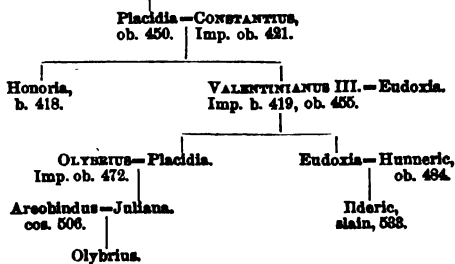 Placidia=CONSTANTIUS,
ob. 450. Imp. ob. 421.
Honoria, VALENTINIANUS III.=Eudoxia.
b. 418. Imp. b. 419, ob. 455.
OLYBRIUS=Placidia. Eudoxia=Hunneric,
Imp. ob. 472. ob. 484.
Areobindus=Juliana. Ilderic,
cos. 506. slain, 533.
Olybrius.